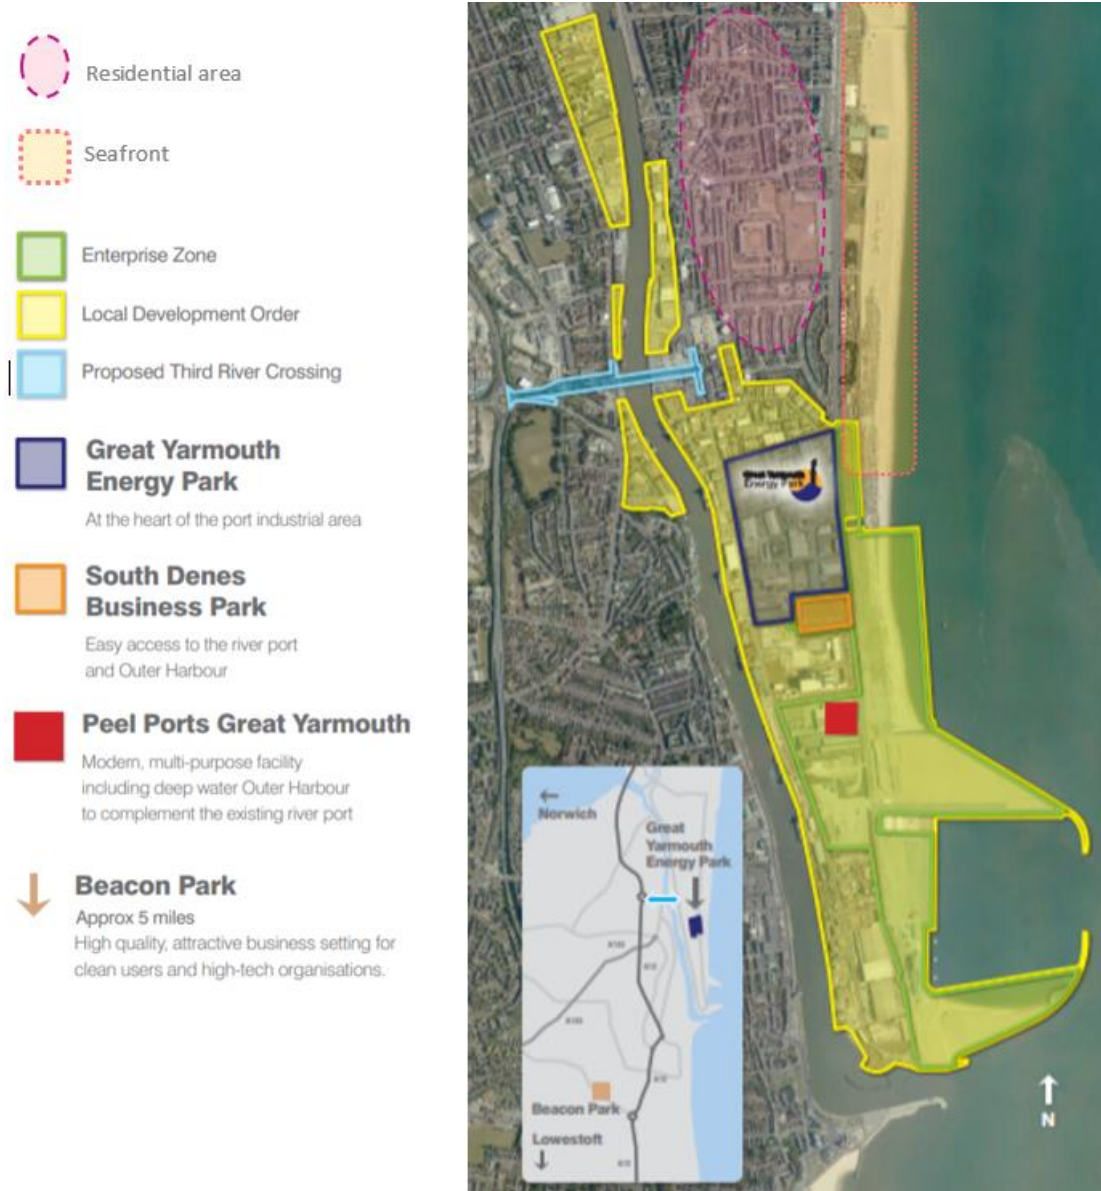 Residential area
Seafront
Enterprise Zone
Local Development Order
Proposed Third River Crossing
Great Yarmouth
Energy Park
At the heart of the port industrial area
South Denes
Business Park
Easy access to the river port
and Outer Harbour
Peel Ports Great Yarmouth
Modern, multi-purpose facility
including deep water Outer Harbour
to complement the existing river port
Beacon Park
Approx 5 miles
High quality, attractive business setting for
clean users and high-tech organisations.
Great Yarmouth
Energy Park
Norwich
Great
Yarmouth
Energy Park
Beacon Park
Lowestoft
N